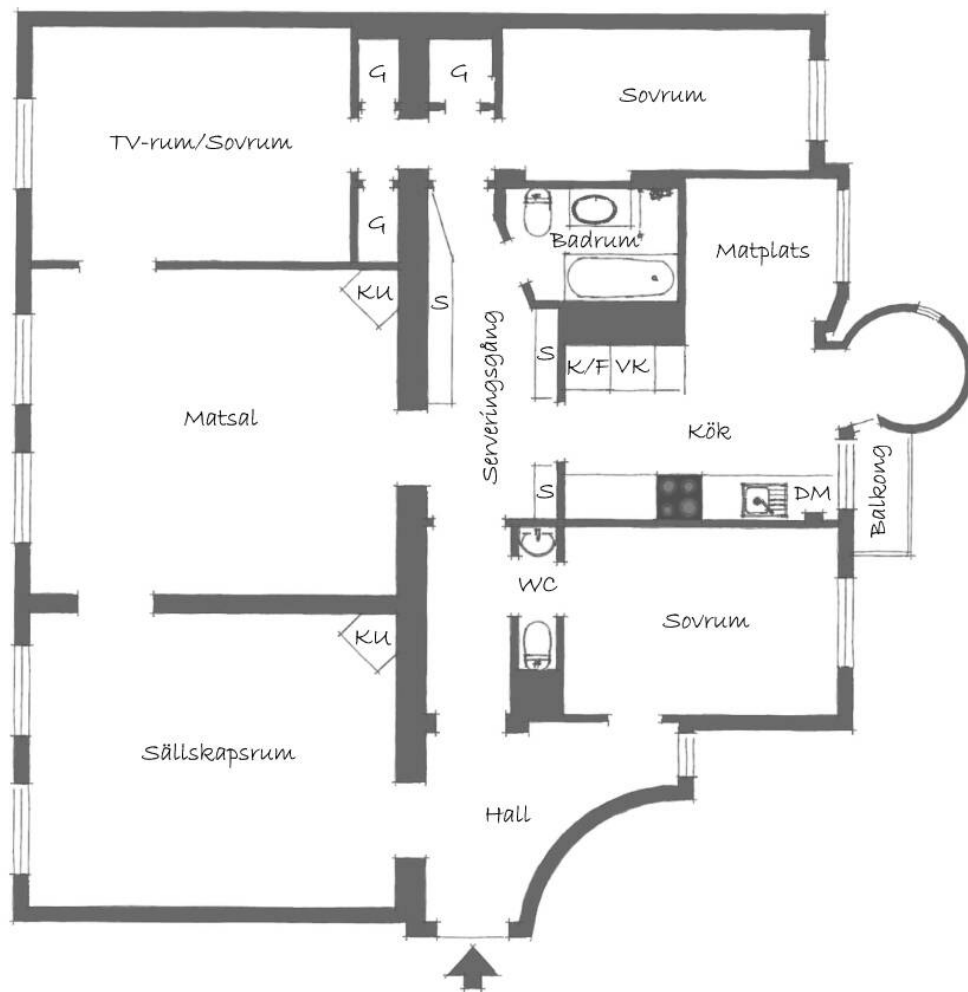 G
G
Sovrum
TV-rum/Sovrum
G
Badrum
Matplats
KU
S
Serveringsgång
S
K/F
VK
Matsal
Kök
S
DM
Balkong
WC
Sovrum
KU
Sällskapsrum
Hall